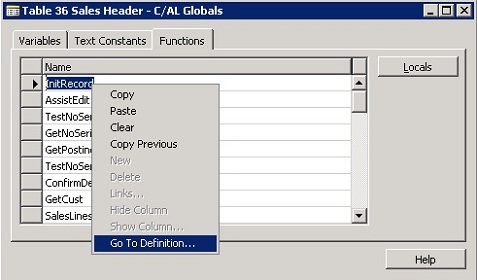 Table 36 Sales Header - C/AL Globals
Variables Text Constants Functions
Name
Locals
InitRecord
AssistEdit
TestNoSer
GetNoSeri
GetPostin
TestNoSer
ConfirmDe
GetCust
SalesLines
Copy
Paste
Clear
Copy Previous
New
Delete
Links...
Hide Column
Show Column...
Go To Definition...
Help